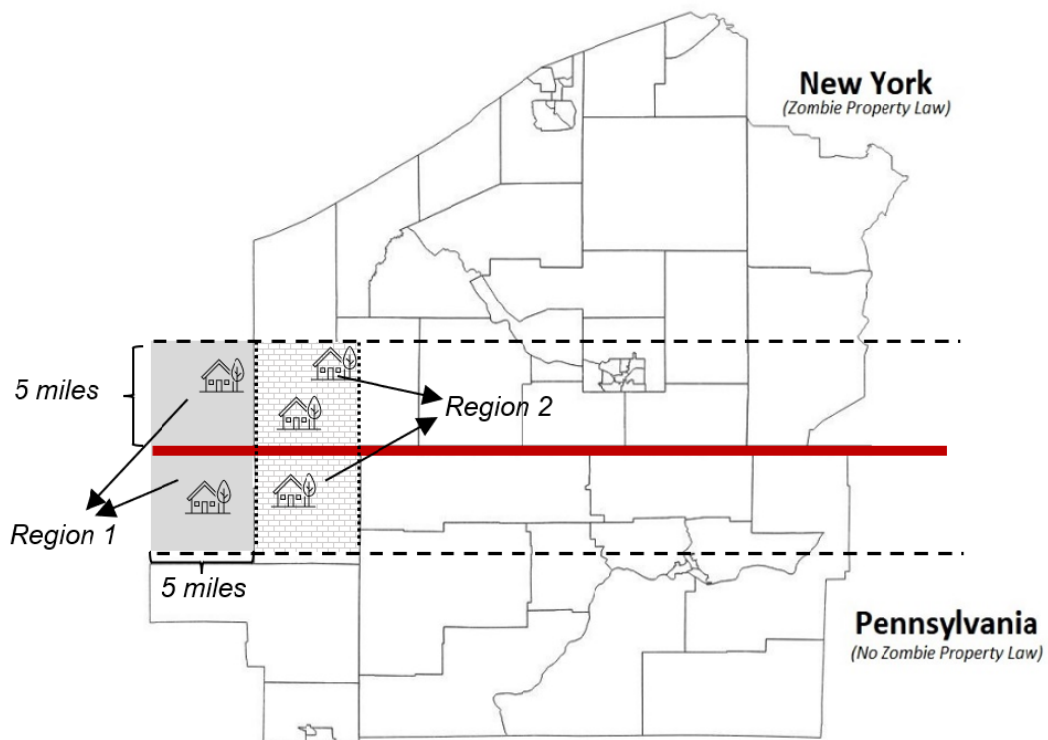 New York
(Zombie Property Law)
5 miles
Region 2
Region 1
5 miles
Pennsylvania
(No Zombie Property Law)